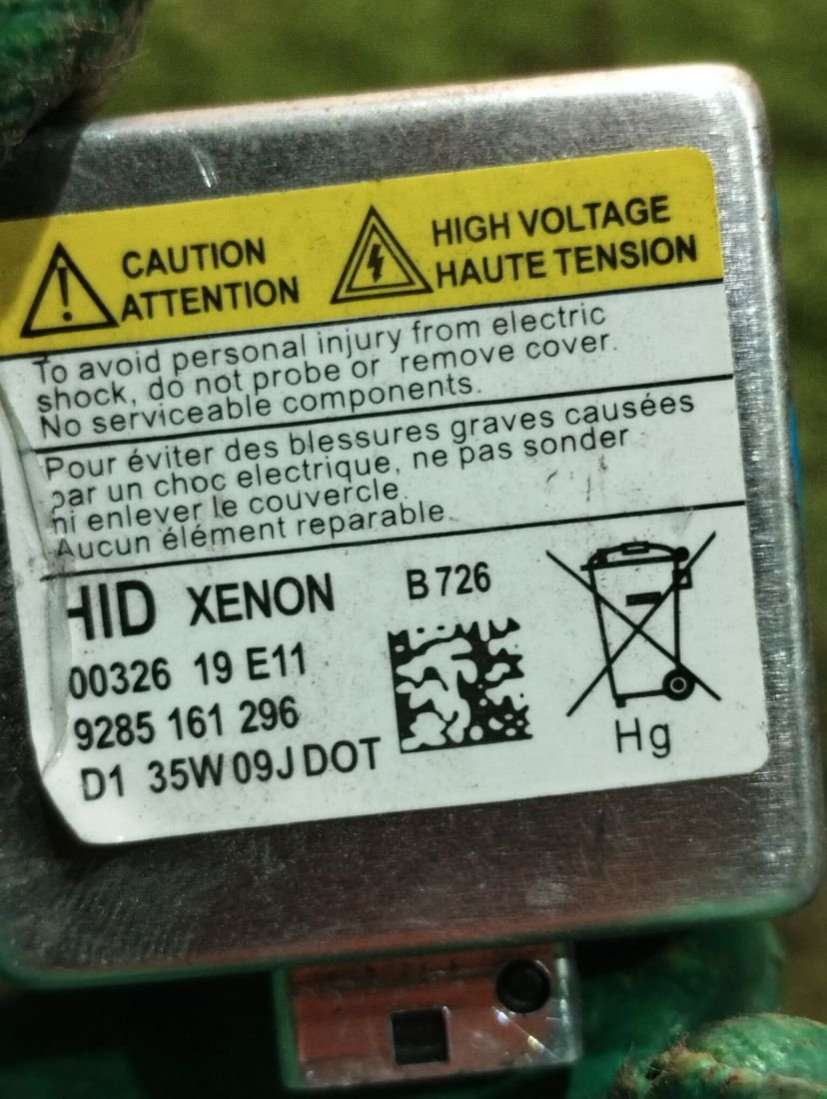 CAUTION
ATTENTION
HIGH VOLTAGE
HAUTE TENSION
To avoid personal injury from electric
shock, do not probe or remove cover.
No serviceable components.
Pour éviter des blessures graves causées
par un choc electrique, ne pas sonder
ni enlever le couvercle.
Aucun élément reparable.
HID XENON B 726
00326 19 E11
9285 161 296
D1 35W 09J DOT
Hg